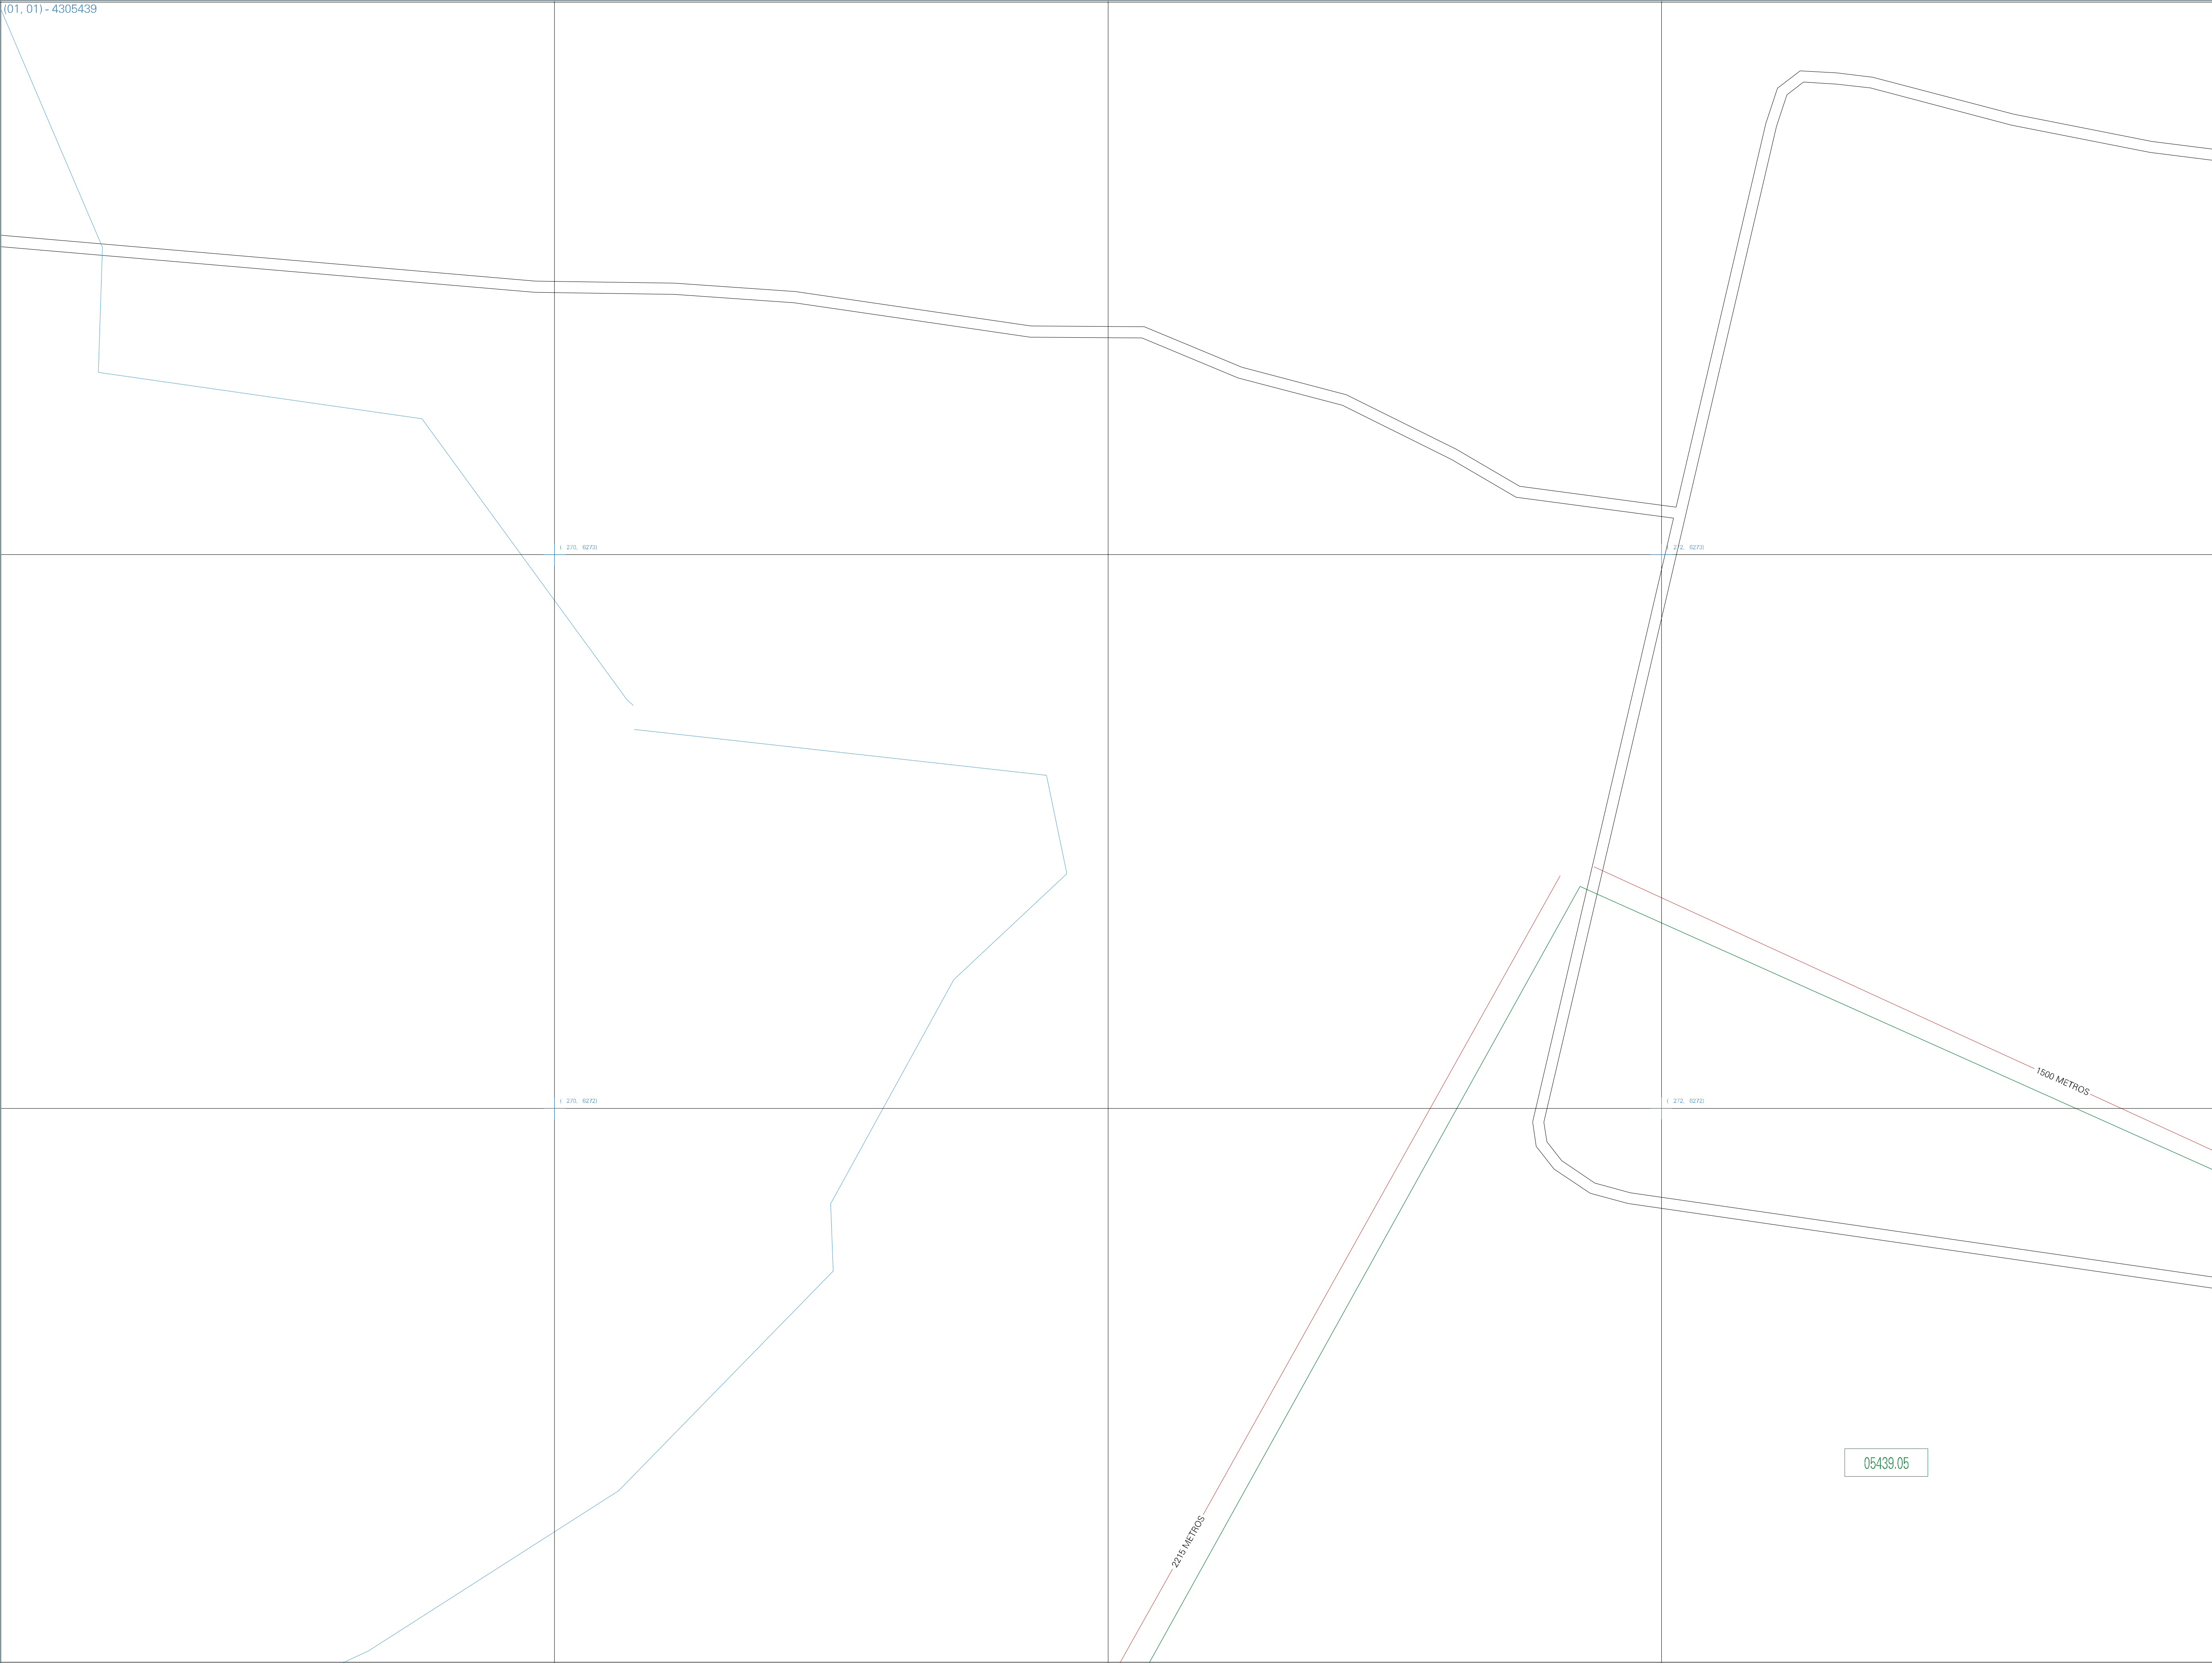 (01, 01) - 4305439
( 270, 6273)
( 272, 6273)
1500 METROS
( 270, 6272)
( 272, 6272)
05439.05
2215 METROS